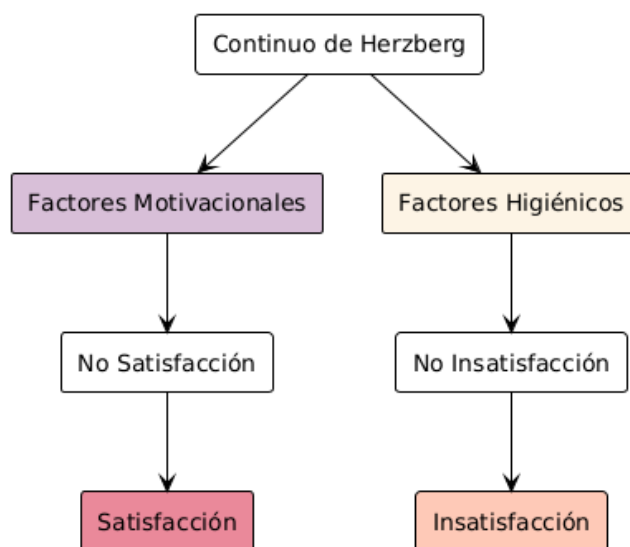 Continuo de Herzberg
Factores Motivacionales
Factores Higiénicos
No Satisfacción
No Insatisfacción
Satisfacción
Insatisfacción